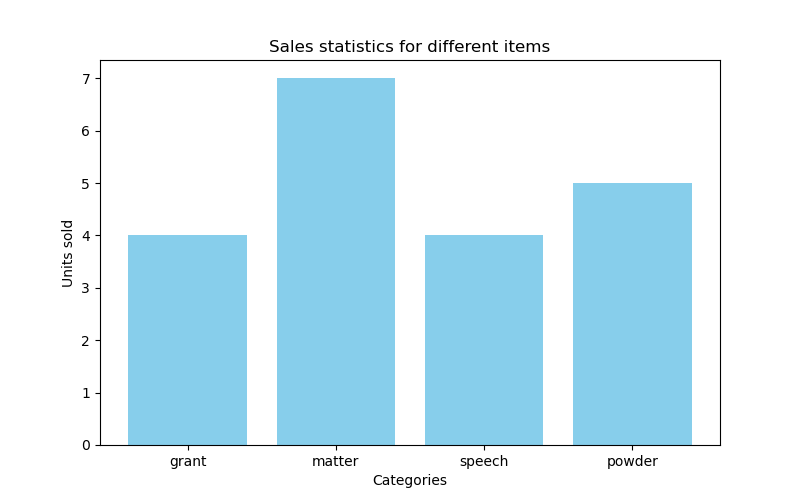 Sales statistics for different items
7
6
5
4
3
2
1
0
Units sold
grant matter speech powder
Categories